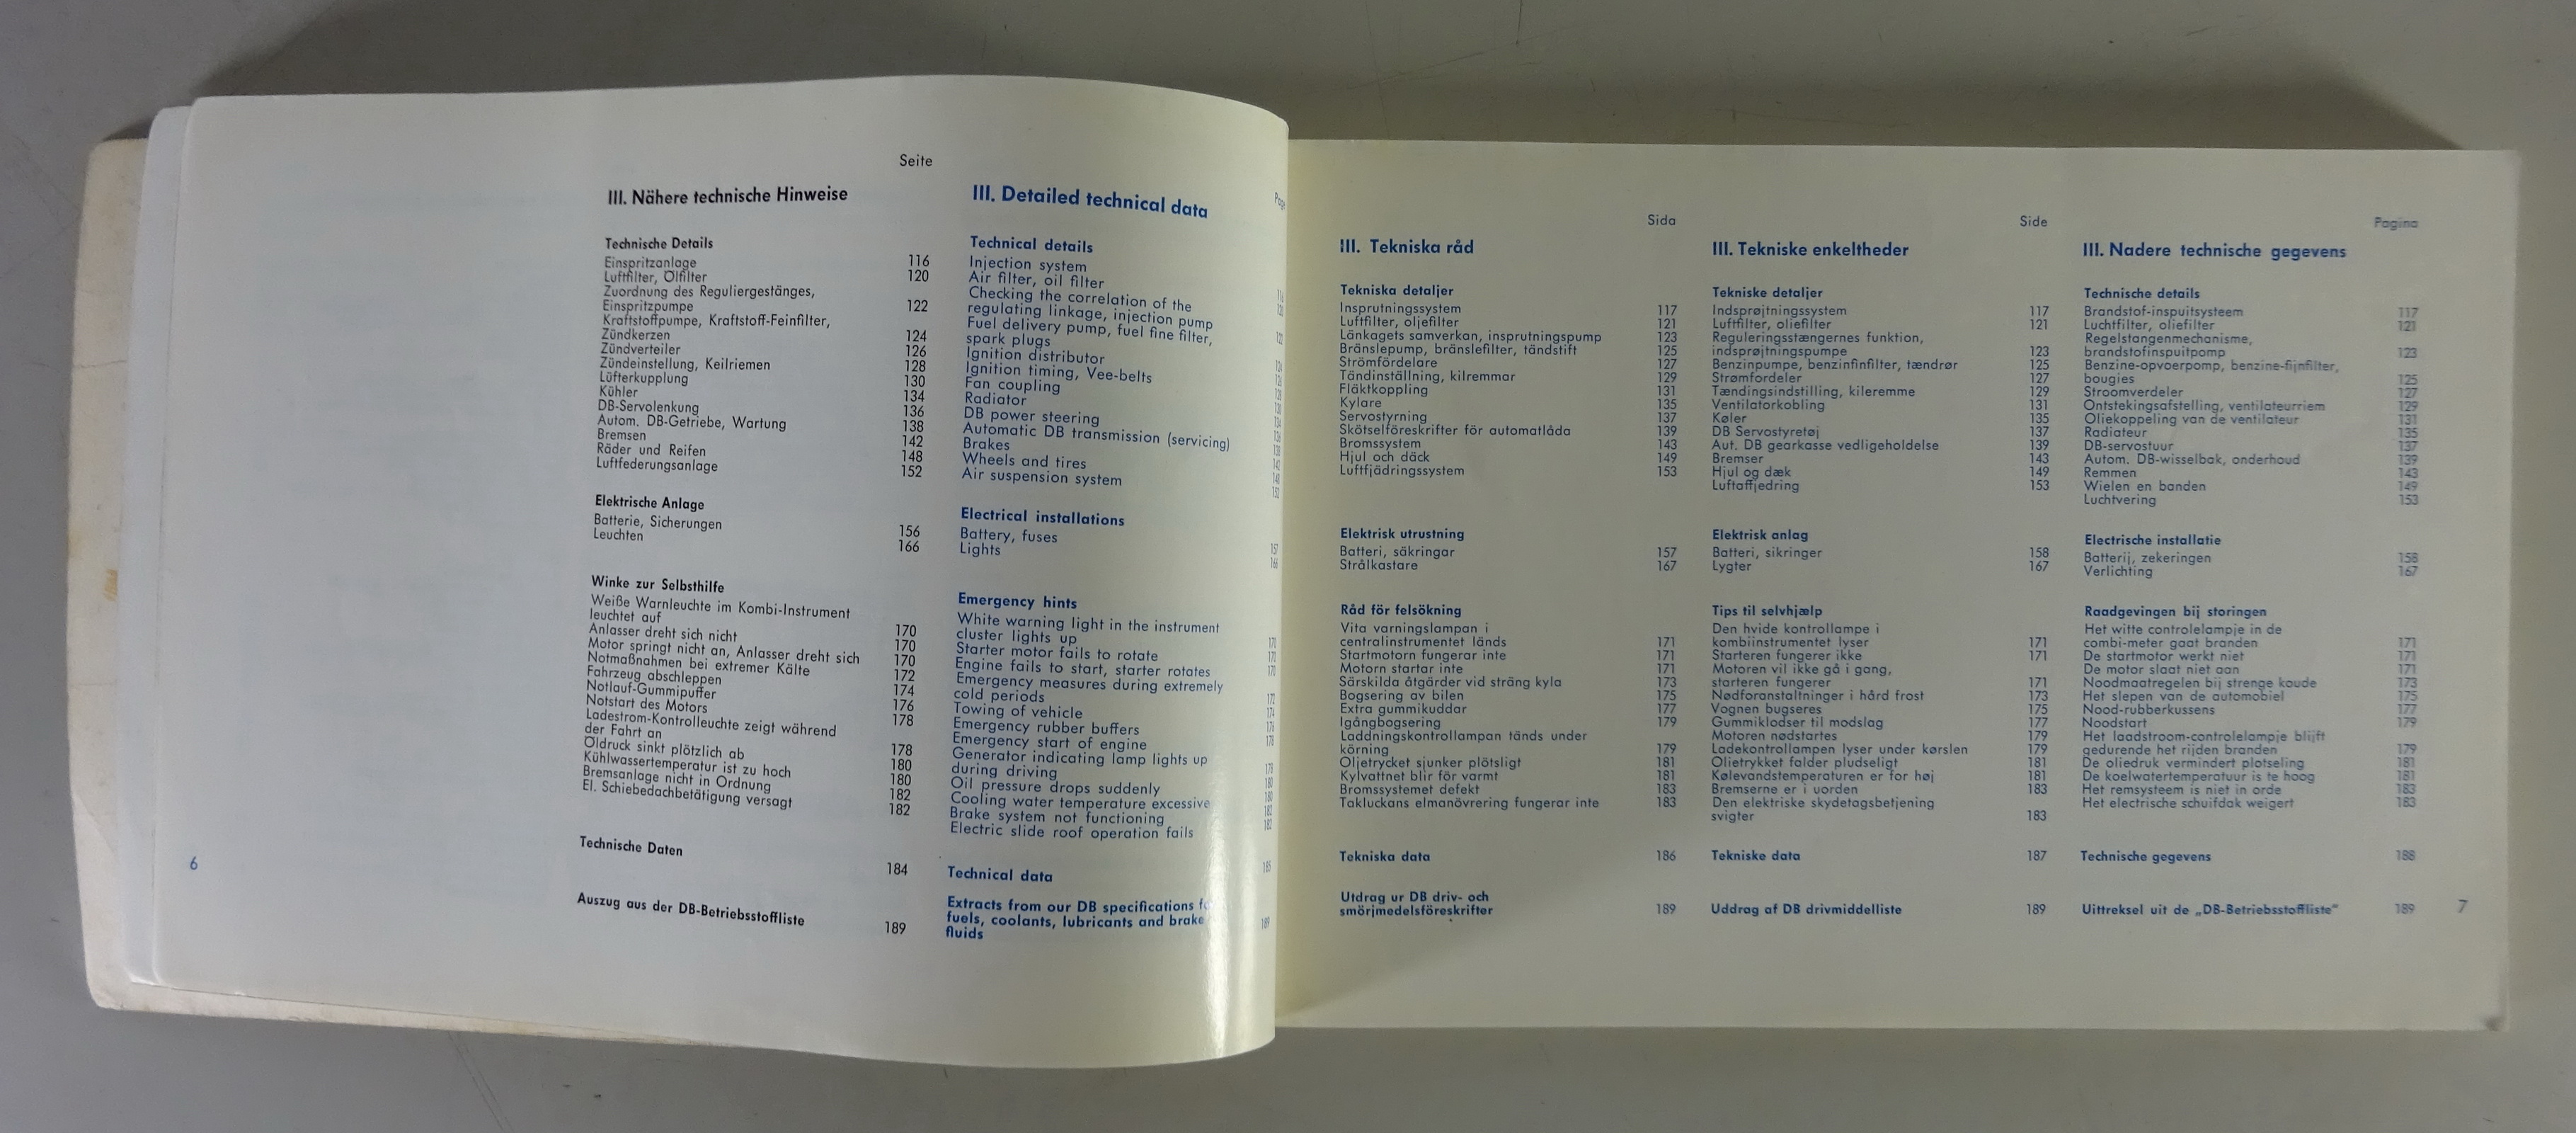 Seite
III. Nähere technische Hinweise
Technische Details
Einspritzanlage 116
Luftfilter, Ölfilter 120
Zuordnung des Reguliergestänges,
Einspritzpumpe 122
Kraftstoffpumpe, Kraftstoff-Feinfilter,
Zündkerzen 124
Zündverteiler 126
Zündeinstellung, Keilriemen 128
Lüfterkupplung 130
Kühler 134
DB-Servolenkung 136
Autom. DB-Getriebe, Wartung 138
Bremsen 142
Räder und Reifen 148
Luftfederungsanlage 152
Elektrische Anlage
Batterie, Sicherungen 156
Leuchten 166
Winke zur Selbsthilfe
Weiße Warnleuchte im Kombi-Instrument
leuchtet auf 170
Anlasser dreht sich nicht 170
Motor springt nicht an, Anlasser dreht sich 170
Notmaßnahmen bei extremer Kälte 172
Fahrzeug abschleppen 174
Notlauf-Gummipuffer 176
Notstart des Motors 178
Ladestrom-Kontrolleuchte zeigt während
der Fahrt an 178
Öldruck sinkt plötzlich ab 180
Kühlwassertemperatur ist zu hoch 180
Bremsanlage nicht in Ordnung 182
El. Schiebedachbetätigung versagt 182
Technische Daten 184
Auszug aus der DB-Betriebsstoffliste 189
6
III. Detailed technical data
Technical details
Injection system
Air filter, oil filter
Checking the correlation of the
regulating linkage, injection pump
Fuel delivery pump, fuel fine filter,
spark plugs
Ignition distributor
Ignition timing, Vee-belts
Fan coupling
Radiator
DB power steering
Automatic DB transmission (servicing)
Brakes
Wheels and tires
Air suspension system
Electrical installations
Battery, fuses 157
Lights 166
Emergency hints
White warning light in the instrument
cluster lights up 170
Starter motor fails to rotate 170
Engine fails to start, starter rotates 170
Emergency measures during extremely
cold periods 172
Towing of vehicle 174
Emergency rubber buffers 176
Emergency start of engine 178
Generator indicating lamp lights up
during driving 178
Oil pressure drops suddenly 180
Cooling water temperature excessive 180
Brake system not functioning 182
Electric slide roof operation fails 182
Technical data 185
Extracts from our DB specifications
fuels, coolants, lubricants and brake
fluids 189
Sida
III. Tekniska råd
Tekniska detaljer
Insprutningssystem 117
Luftfilter, oljefilter 121
Länkagets samverkan, insprutningspump 123
Bränslepump, bränslefilter, tändstift 125
Strömfördelare 127
Tändinställning, kilremmar 129
Fläktkoppling 131
Kylare 135
Servostyrning 137
Skötselföreskrifter för automatlåda 139
Bromssystem 143
Hjul och däck 149
Luftfjädringssystem 153
Elektrisk utrustning
Batteri, säkringar 157
Strålkastare 167
Råd för felsökning
Vita varningslampan i
centralinstrumentet länds 171
Startmotorn fungerar inte 171
Motorn startar inte 171
Särskilda åtgärder vid sträng kyla 173
Bogsering av bilen 175
Extra gummikuddar 177
Igångbogsering 179
Laddningskontrollampan tänds under
körning 179
Oljetrycket sjunker plötsligt 181
Kylvattnet blir för varmt 181
Bromssystemet defekt 183
Takluckans elmanövrering fungerar inte 183
Tekniska data 186
Utdrag ur DB driv- och
smörjmedelsföreskrifter 189
Side
III. Tekniske enkeltheder
Tekniske detaljer
Indsprøjtningssystem 117
Luftfilter, oliefilter 121
Reguleringsstængernes funktion,
indsprøjtningspumpe 123
Benzinpumpe, benzinfinfilter, tændrør 125
Strømfordeler 127
Tændingsindstilling, kileremme 129
Ventilatorkobling 131
Køler 135
DB Servostyretøj 137
Aut. DB gearkasse vedligeholdelse 139
Bremser 143
Hjul og dæk 149
Luftaffjedring 153
Elektrisk anlag
Batteri, sikringer 158
Lygter 167
Tips til selvhjælp
Den hvide kontrollampe i
kombiinstrumentet lyser 171
Starteren fungerer ikke 171
Motoren vil ikke gå i gang,
starteren fungerer 171
Nødforanstaltninger i hård frost 173
Vognen bugseres 175
Gummiklodser til modslag 177
Motoren nødstartes 179
Ladekontrollampen lyser under kørslen 179
Olietrykket falder pludseligt 181
Kølevandstemperaturen er for høj 181
Bremserne er i uorden 183
Den elektriske skydetagsbetjening
svigter 183
Tekniske data 187
Uddrag af DB drivmiddelliste 189
Pagina
III. Nadere technische gegevens
Technische details
Brandstof-inspuitsysteem 117
Luchtfilter, oliefilter 121
Regelstangenmechanisme,
brandstofinspuitpomp 123
Benzine-opvoerpomp, benzine-fijnfilter,
bougies 125
Stroomverdeler 127
Ontstekingsafstelling, ventilateurriem 129
Oliekoppeling van de ventilateur 131
Radiateur 135
DB-servostuur 137
Autom. DB-wisselbak, onderhoud 139
Remmen 143
Wielen en banden 149
Luchtvering 153
Electrische installatie
Batterij, zekeringen 158
Verlichting 167
Raadgevingen bij storingen
Het witte controlelampje in de
combi-meter gaat branden 171
De startmotor werkt niet 171
De motor slaat niet aan 171
Noodmaatregelen bij strenge koude 173
Het slepen van de automobiel 175
Nood-rubberkussens 177
Noodstart 179
Het laadstroom-controlelampje blijft
gedurende het rijden branden 179
De oliedruk vermindert plotseling 181
De koelwatertemperatuur is te hoog 181
Het remsysteem is niet in orde 183
Het electrische schuifdak weigert 183
Technische gegevens 188
Uittreksel uit de „DB-Betriebsstoffliste" 189
7